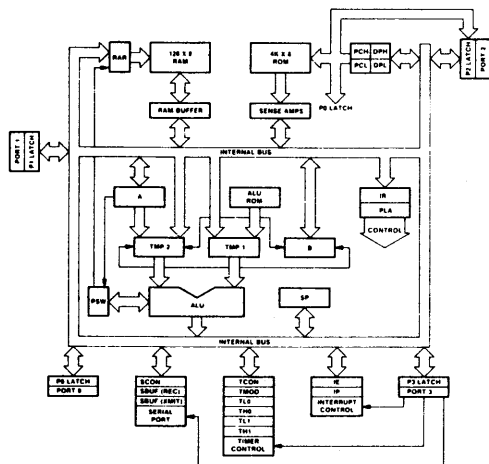 RAR
128 X 8
RAM
4K X 8
ROM
PCH DPH
PCL DPL
P2 LATCH
PORT 2
P0 LATCH
RAM BUFFER
SENSE AMPS
PORT 1
P1 LATCH
INTERNAL BUS
A
ALU
ROM
IR
PLA
CONTROL
TMP 2
TMP 1
B
PSW
ALU
SP
INTERNAL BUS
P0 LATCH
PORT 0
SCON
SBUF (REC)
SBUF (XMIT)
SERIAL
PORT
TCON
TMOD
TL0
TH0
TL1
TH1
TIMER
CONTROL
IE
IP
INTERRUPT
CONTROL
P3 LATCH
PORT 3